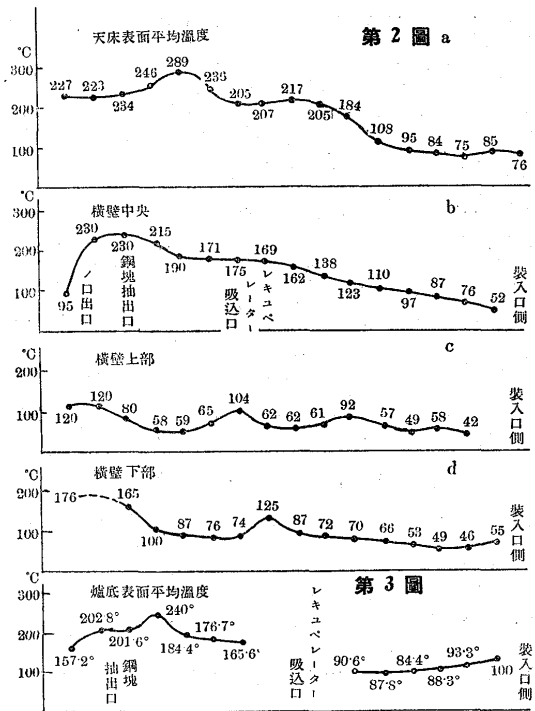 第2圖 a
天床表面平均溫度
°C
300
200
100
227 223 234 246 289 236 205 207 217 205 184 108 95 84 75 85 76
b
横壁中央
°C
300
200
100
95 230 230 215 190 171 175 169 162 138 123 110 97 87 76 52
ノ口出口
鋼塊抽出口
レキユペレーター
吸込口
裝入口側
c
横壁上部
°C
200
100
120 120 80 58 59 65 104 62 62 61 92 57 49 58 42
裝入口側
d
横壁下部
°C
200
100
176 165 100 87 76 74 125 87 72 70 66 53 49 46 55
裝入口側
第3圖
爐底表面平均溫度
°C
200
100
157·2° 202·8° 201·6° 240° 184·4° 176·7° 165·6° 90·6° 87·8° 84·4° 88·3° 93·3° 100
鋼塊
抽出口
レキユペレーター
吸込口
裝入口側